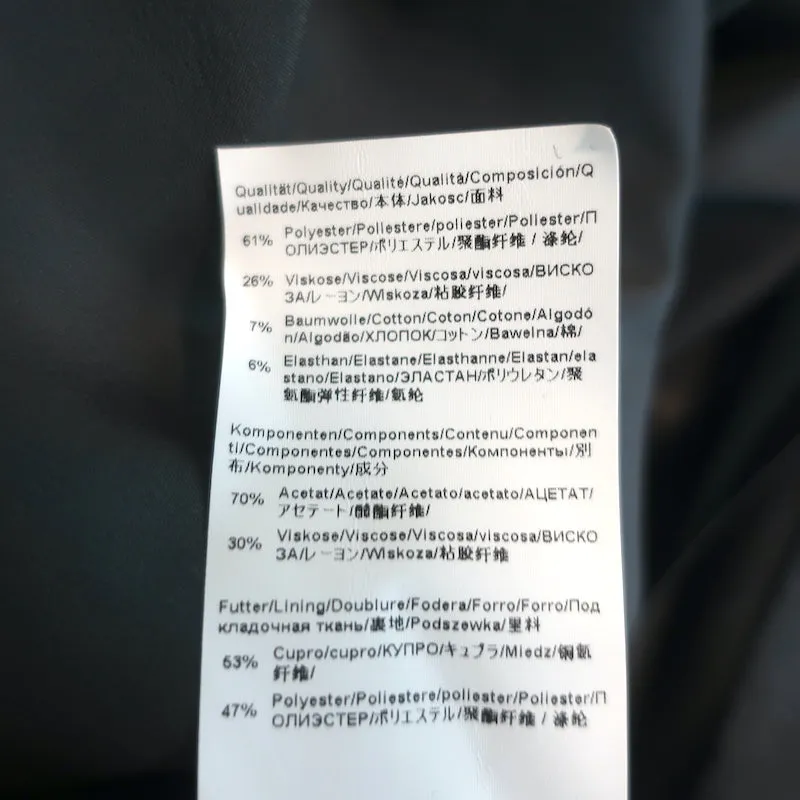 Qualität/Quality/Qualité/Qualità/Composición/Q
ualidade/Качество/本体/Jakosc/面料
61% Polyester/Poliestere/poliester/Poliester/П
ОЛИЭСТЕР/ポリエステル/聚酯纤维 / 涤纶/
26% Viskose/Viscose/Viscosa/viscosa/ВИСКО
ЗА/レーヨン/Wiskoza/粘胶纤维/
7% Baumwolle/Cotton/Coton/Cotone/Algodó
n/Algodão/ХЛОПОК/コットン/Bawelna/棉/
6% Elasthan/Elastane/Elasthanne/Elastan/ela
stano/Elastano/ЭЛАСТАН/ポリウレタン/聚
氨酯弹性纤维/氨纶
Komponenten/Components/Contenu/Componen
ti/Componentes/Componentes/Компоненты/別
布/Komponenty/成分
70% Acetat/Acetate/Acetato/acetato/АЦЕТАТ/
アセテート/醋酯纤维/
30% Viskose/Viscose/Viscosa/viscosa/ВИСКО
ЗА/レーヨン/Wiskoza/粘胶纤维
Futter/Lining/Doublure/Fodera/Forro/Forro/Под
кладочная ткань/裏地/Podszewka/里料
53% Cupro/cupro/КУПРО/キュプラ/Miedz/铜氨
纤维/
47% Polyester/Poliestere/poliester/Poliester/П
ОЛИЭСТЕР/ポリエステル/聚酯纤维 / 涤纶/